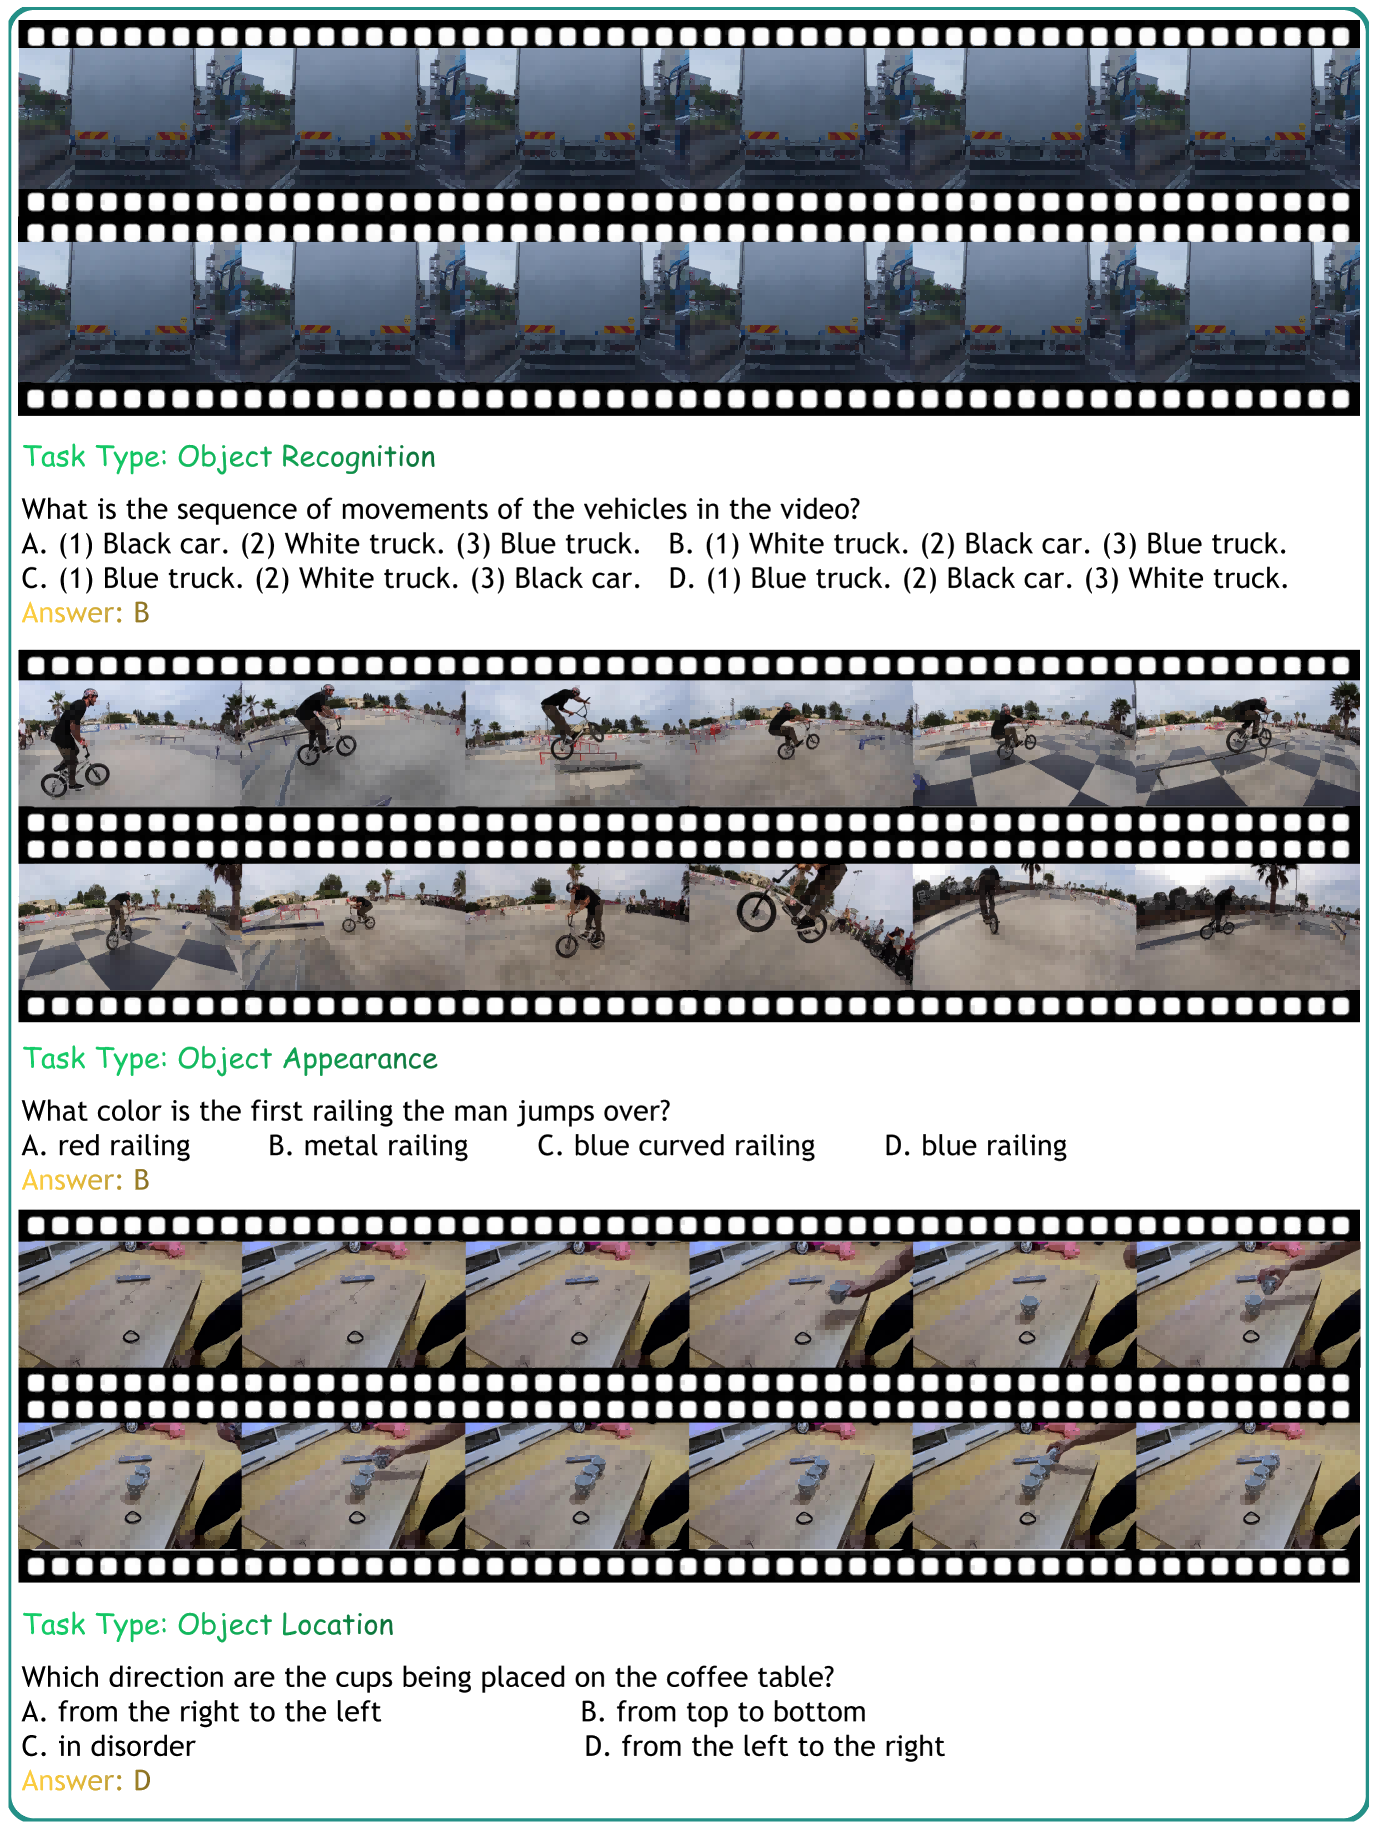 Task Type: Object Recognition
What is the sequence of movements of the vehicles in the video?
A. (1) Black car. (2) White truck. (3) Blue truck. B. (1) White truck. (2) Black car. (3) Blue truck.
C. (1) Blue truck. (2) White truck. (3) Black car. D. (1) Blue truck. (2) Black car. (3) White truck.
Answer: B
Task Type: Object Appearance
What color is the first railing the man jumps over?
A. red railing B. metal railing C. blue curved railing D. blue railing
Answer: B
Task Type: Object Location
Which direction are the cups being placed on the coffee table?
A. from the right to the left B. from top to bottom
C. in disorder D. from the left to the right
Answer: D